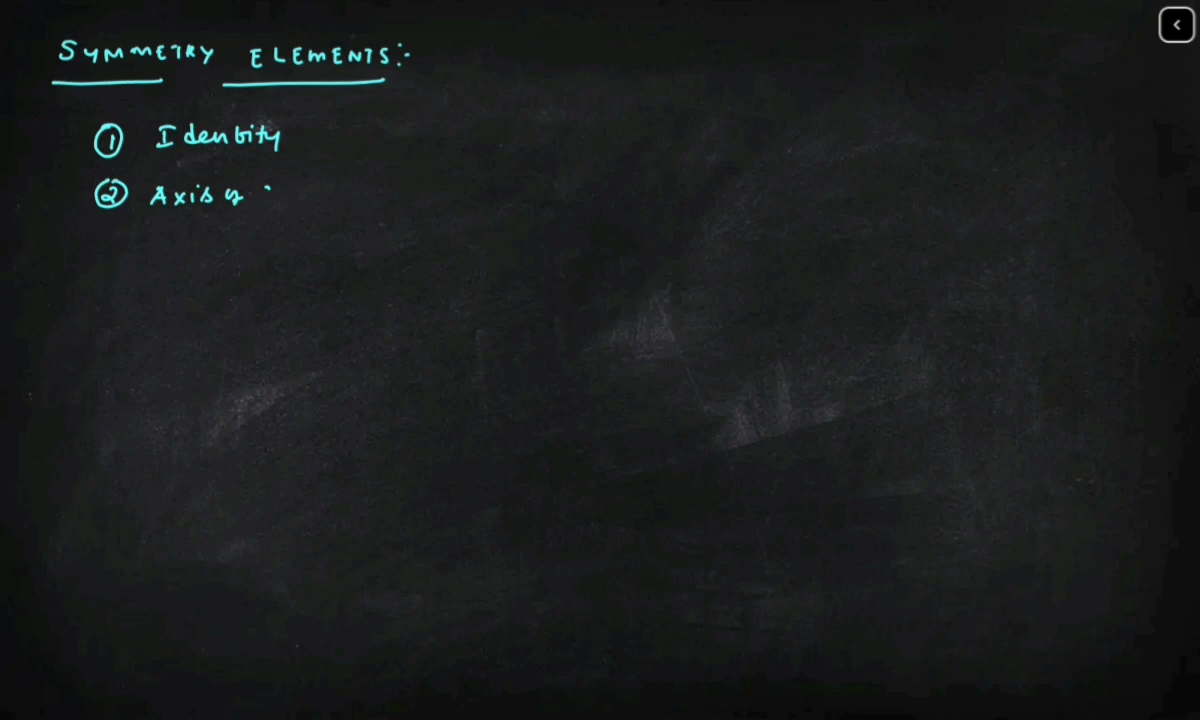 SYMMETRY ELEMENTS:-
① Identity
② Axis of